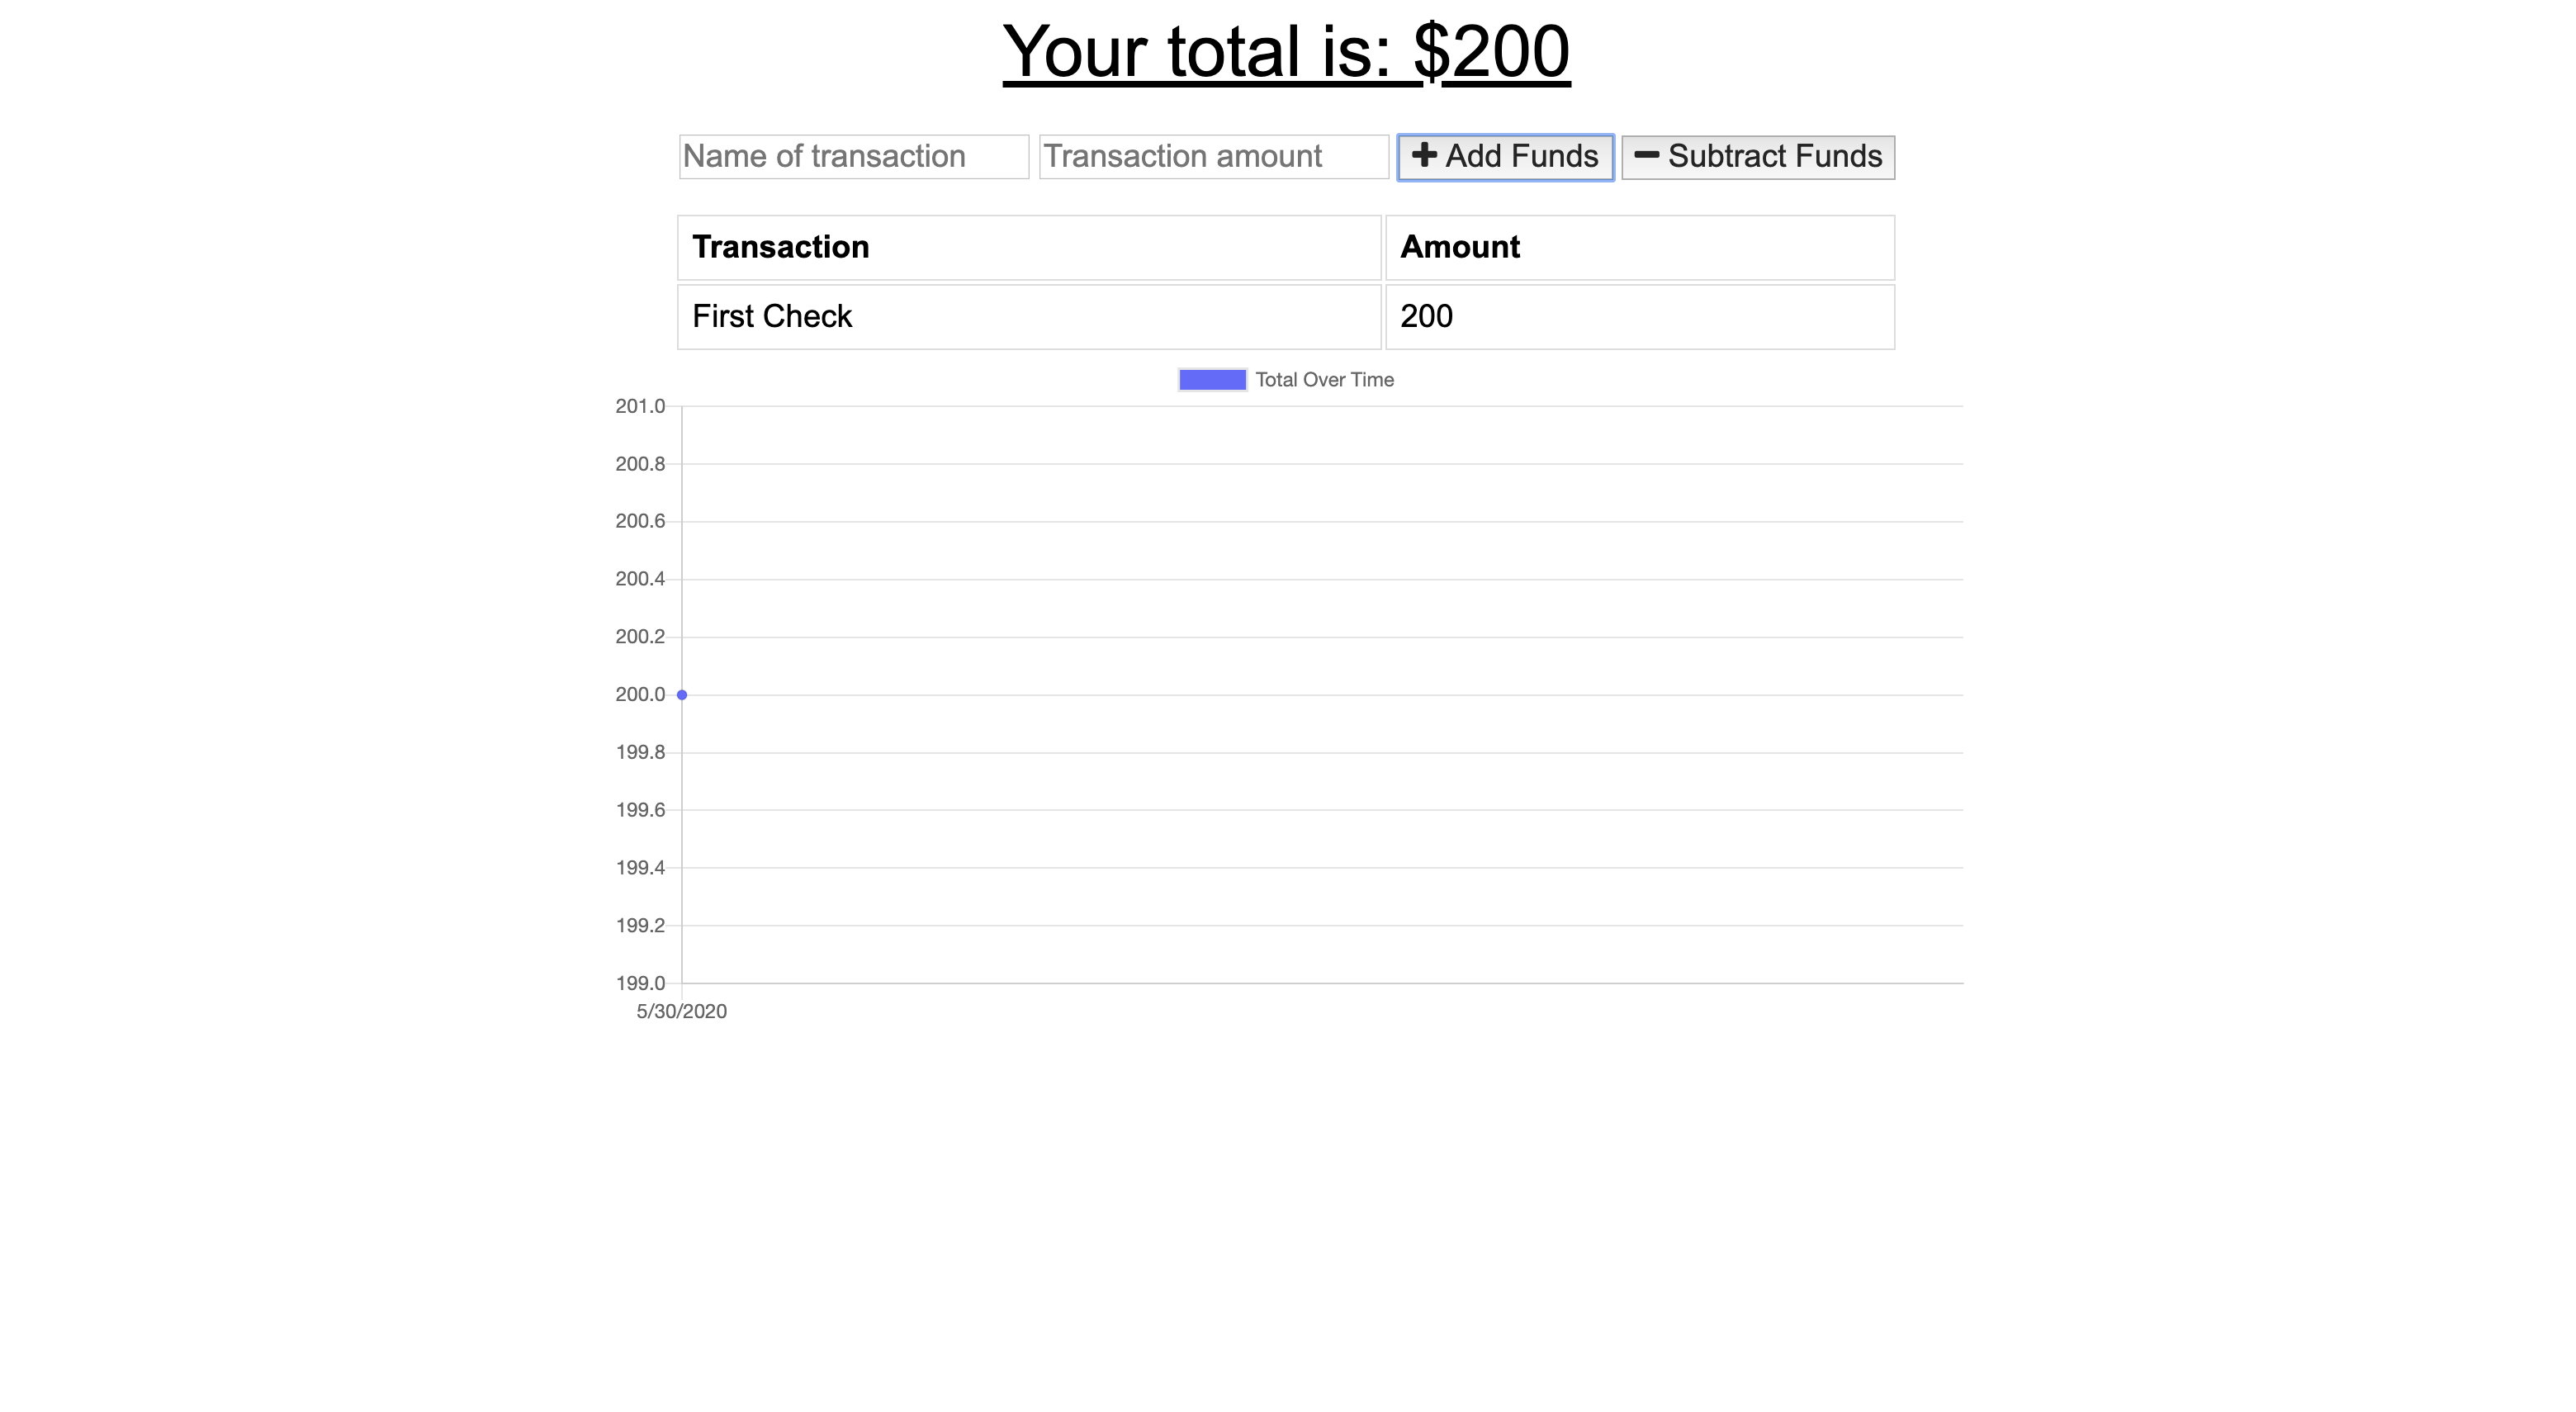 Your total is: $200
Name of transaction Transaction amount + Add Funds − Subtract Funds
Transaction Amount
First Check 200
Total Over Time
201.0
200.8
200.6
200.4
200.2
200.0
199.8
199.6
199.4
199.2
199.0
5/30/2020